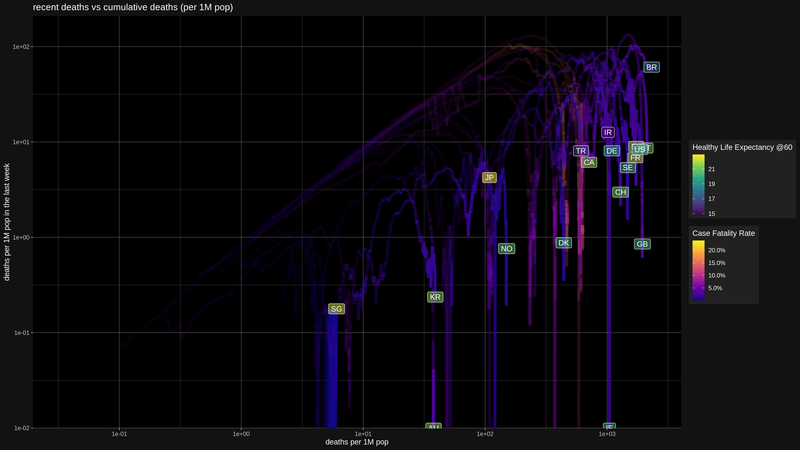 recent deaths vs cumulative deaths (per 1M pop)
deaths per 1M pop in the last week
1e+02
1e+01
1e+00
1e-01
1e-02
BR
IR
TR
DE
US
CA
FR
SE
JP
CH
NO
DK
GB
KR
SG
1e-01
1e+00
1e+01
1e+02
1e+03
deaths per 1M pop
Healthy Life Expectancy @60
21
19
17
15
Case Fatality Rate
20.0%
15.0%
10.0%
5.0%